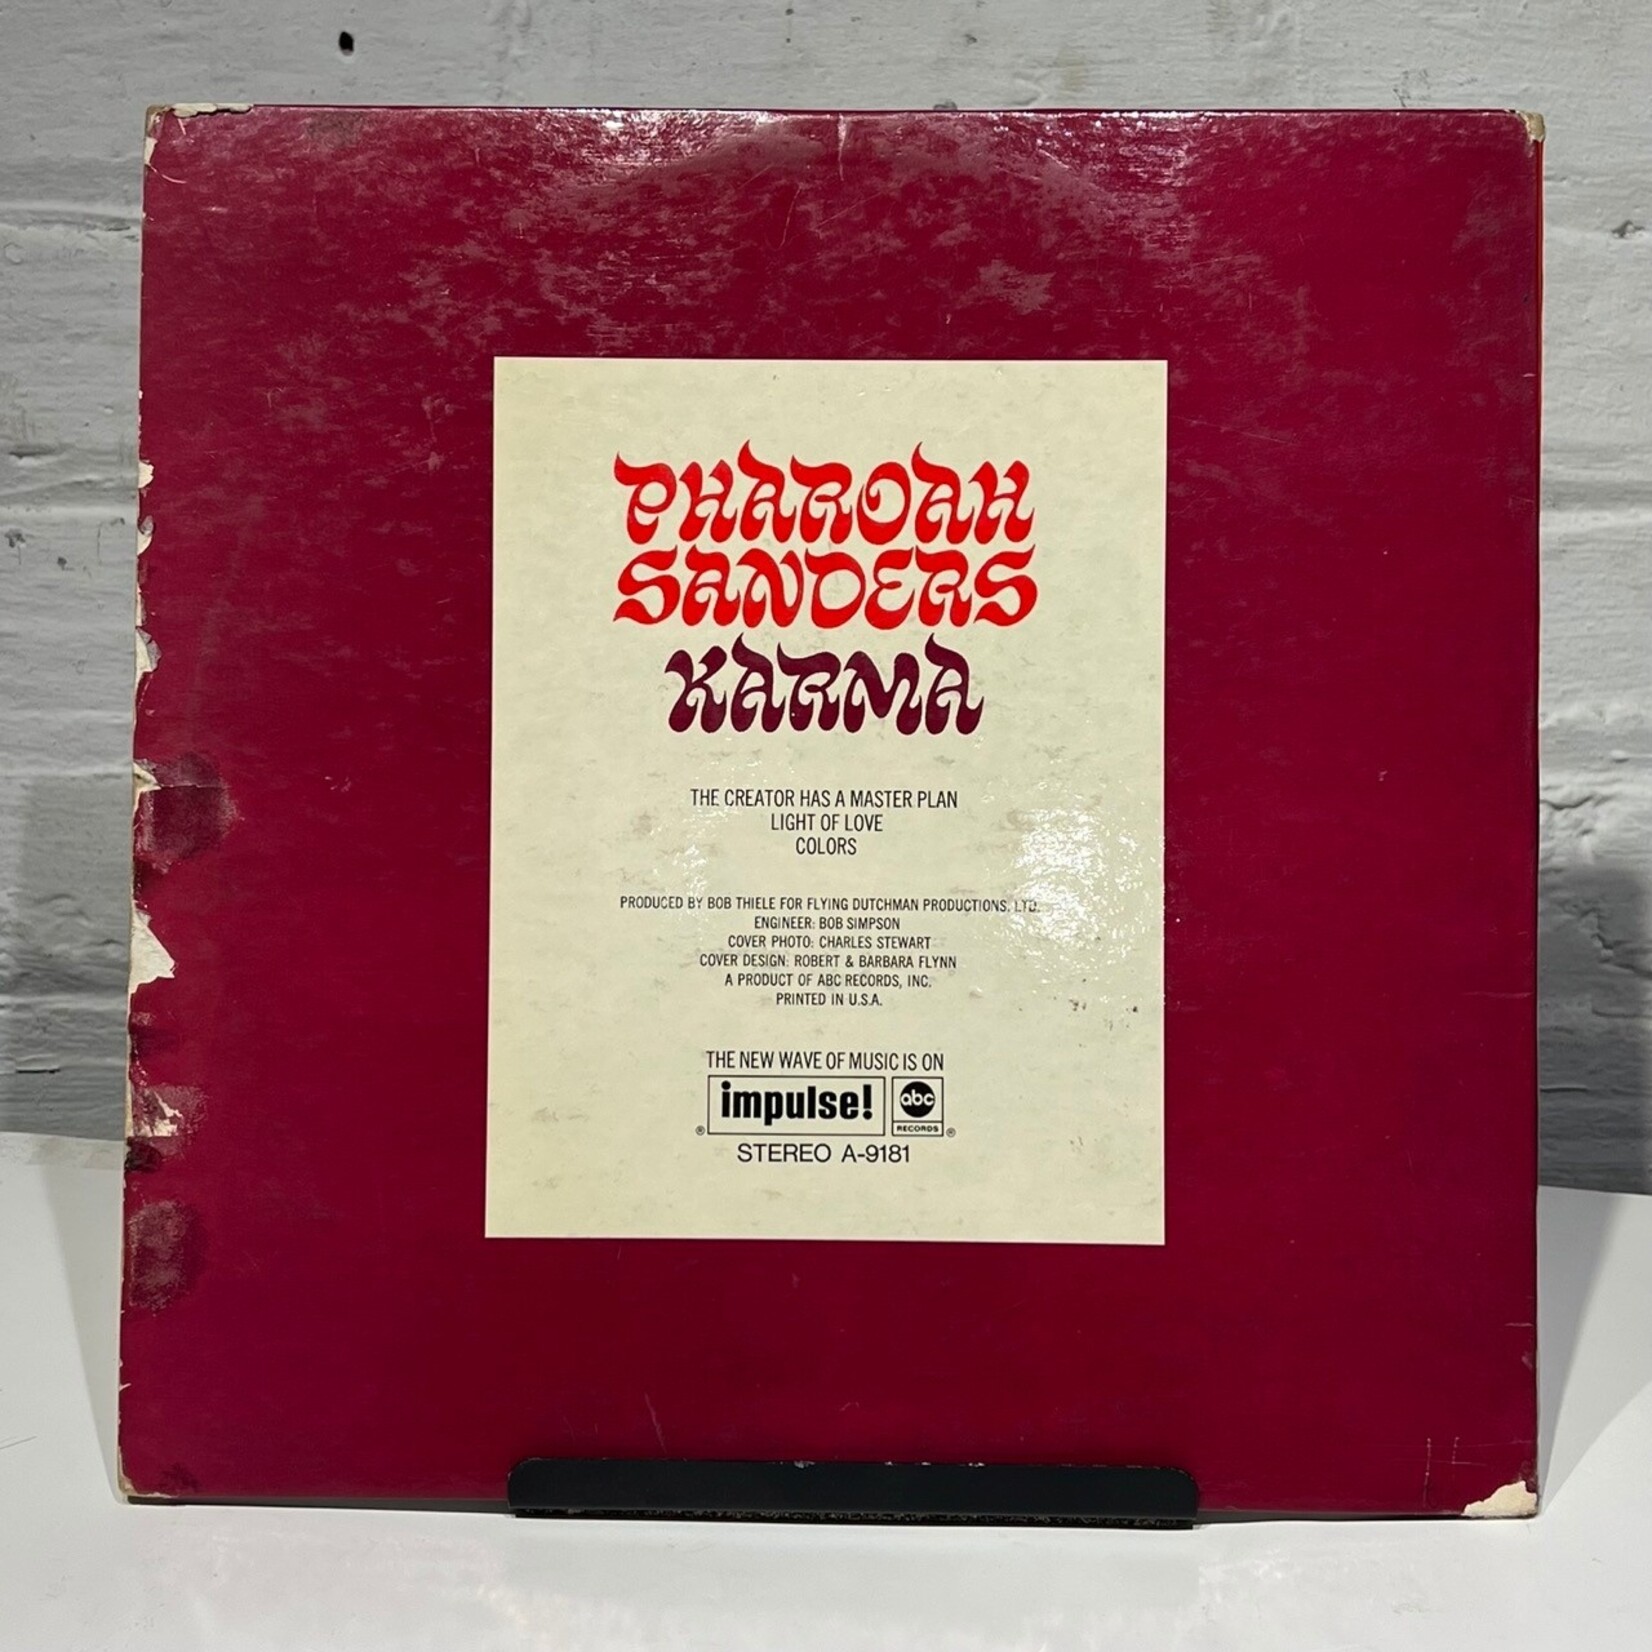 PHAROAH
SANDERS
KARMA
THE CREATOR HAS A MASTER PLAN
LIGHT OF LOVE
COLORS
PRODUCED BY BOB THIELE FOR FLYING DUTCHMAN PRODUCTIONS, LTD.
ENGINEER: BOB SIMPSON
COVER PHOTO: CHARLES STEWART
COVER DESIGN: ROBERT & BARBARA FLYNN
A PRODUCT OF ABC RECORDS, INC.
PRINTED IN U.S.A.
THE NEW WAVE OF MUSIC IS ON
® impulse! abc RECORDS ®
STEREO A-9181